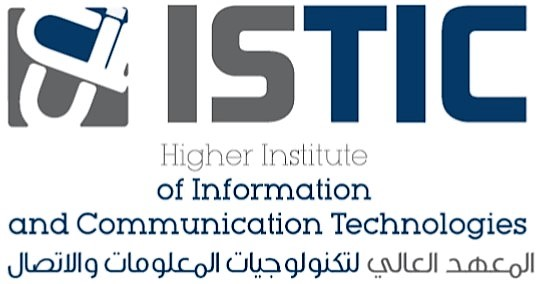 ISTIC
Higher Institute
of Information
and Communication Technologies
المعهد العالي لتكنولوجيات المعلومات والاتصال